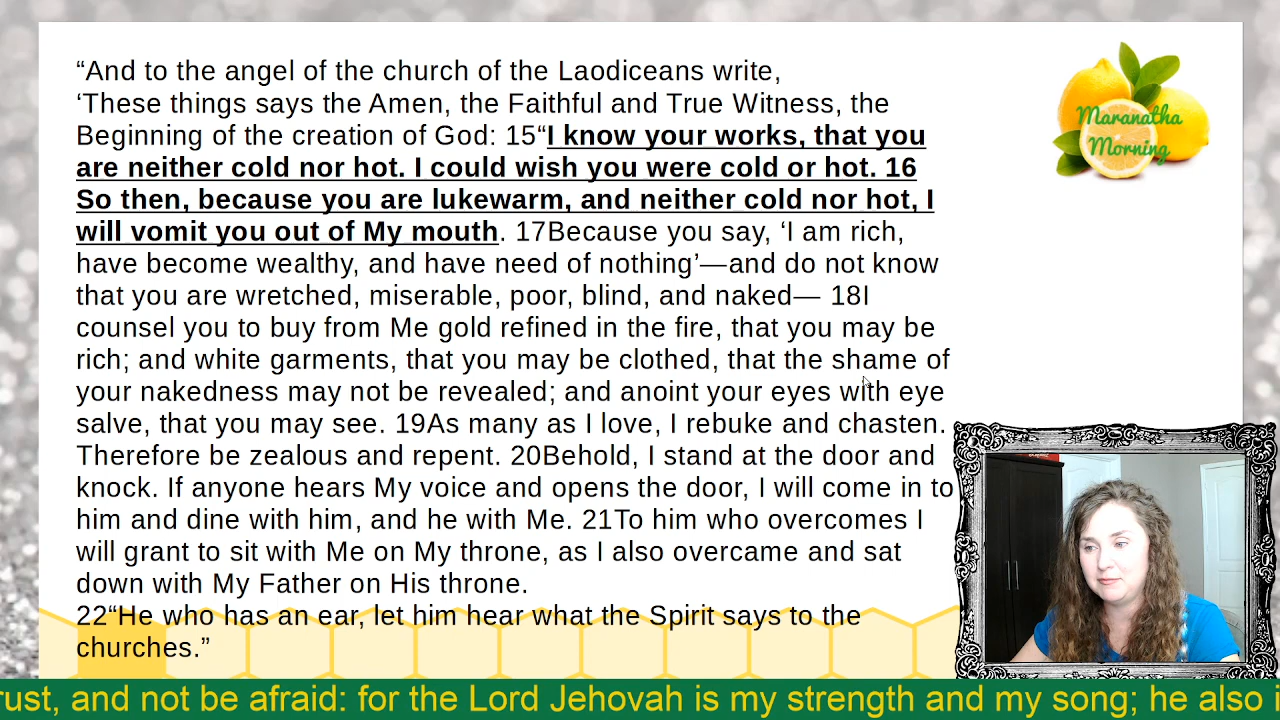 “And to the angel of the church of the Laodiceans write,
‘These things says the Amen, the Faithful and True Witness, the
Beginning of the creation of God: 15“I know your works, that you
are neither cold nor hot. I could wish you were cold or hot. 16
So then, because you are lukewarm, and neither cold nor hot, I
will vomit you out of My mouth. 17Because you say, ‘I am rich,
have become wealthy, and have need of nothing’—and do not know
that you are wretched, miserable, poor, blind, and naked— 18I
counsel you to buy from Me gold refined in the fire, that you may be
rich; and white garments, that you may be clothed, that the shame of
your nakedness may not be revealed; and anoint your eyes with eye
salve, that you may see. 19As many as I love, I rebuke and chasten.
Therefore be zealous and repent. 20Behold, I stand at the door and
knock. If anyone hears My voice and opens the door, I will come in to
him and dine with him, and he with Me. 21To him who overcomes I
will grant to sit with Me on My throne, as I also overcame and sat
down with My Father on His throne.
22“He who has an ear, let him hear what the Spirit says to the
churches.”
Maranatha
Morning
rust, and not be afraid: for the Lord Jehovah is my strength and my song; he also i